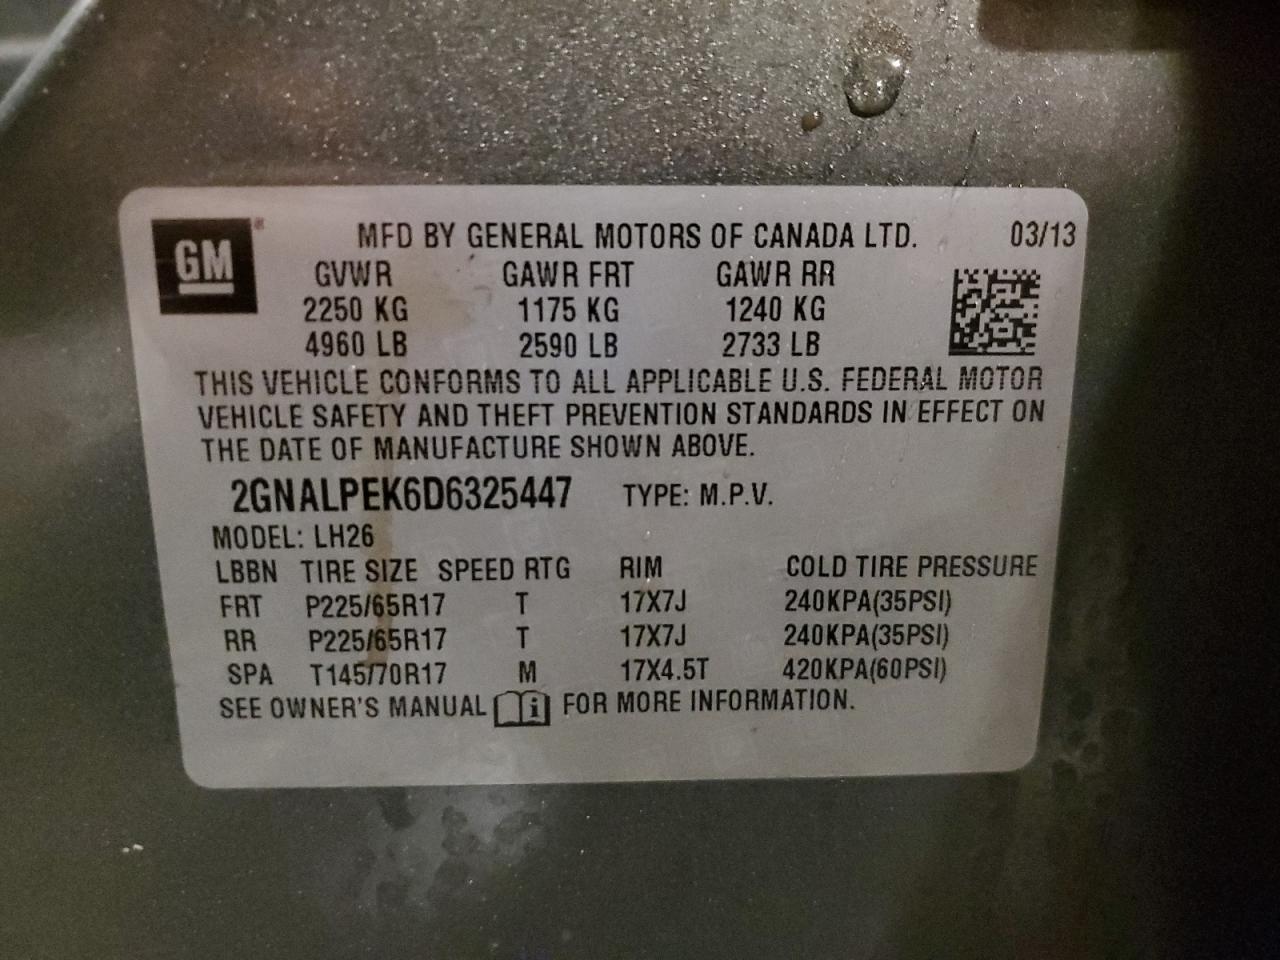 GM
MFD BY GENERAL MOTORS OF CANADA LTD. 03/13
GVWR GAWR FRT GAWR RR
2250 KG 1175 KG 1240 KG
4960 LB 2590 LB 2733 LB
THIS VEHICLE CONFORMS TO ALL APPLICABLE U.S. FEDERAL MOTOR
VEHICLE SAFETY AND THEFT PREVENTION STANDARDS IN EFFECT ON
THE DATE OF MANUFACTURE SHOWN ABOVE.
2GNALPEK6D6325447 TYPE: M.P.V.
MODEL: LH26
LBBN TIRE SIZE SPEED RTG RIM COLD TIRE PRESSURE
FRT P225/65R17 T 17X7J 240KPA(35PSI)
RR P225/65R17 T 17X7J 240KPA(35PSI)
SPA T145/70R17 M 17X4.5T 420KPA(60PSI)
SEE OWNER'S MANUAL i FOR MORE INFORMATION.